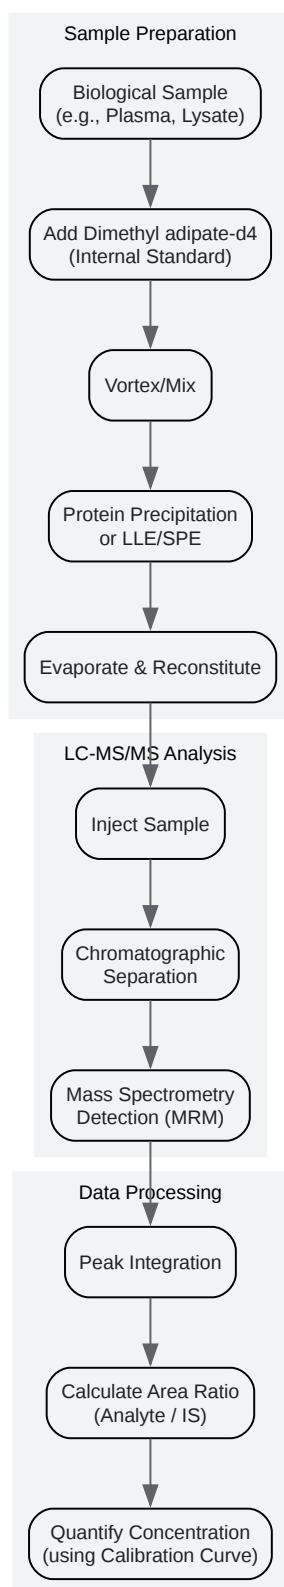 Sample Preparation
Biological Sample
(e.g., Plasma, Lysate)
Add Dimethyl adipate-d4
(Internal Standard)
Vortex/Mix
Protein Precipitation
or LLE/SPE
Evaporate & Reconstitute
LC-MS/MS Analysis
Inject Sample
Chromatographic
Separation
Mass Spectrometry
Detection (MRM)
Data Processing
Peak Integration
Calculate Area Ratio
(Analyte / IS)
Quantify Concentration
(using Calibration Curve)